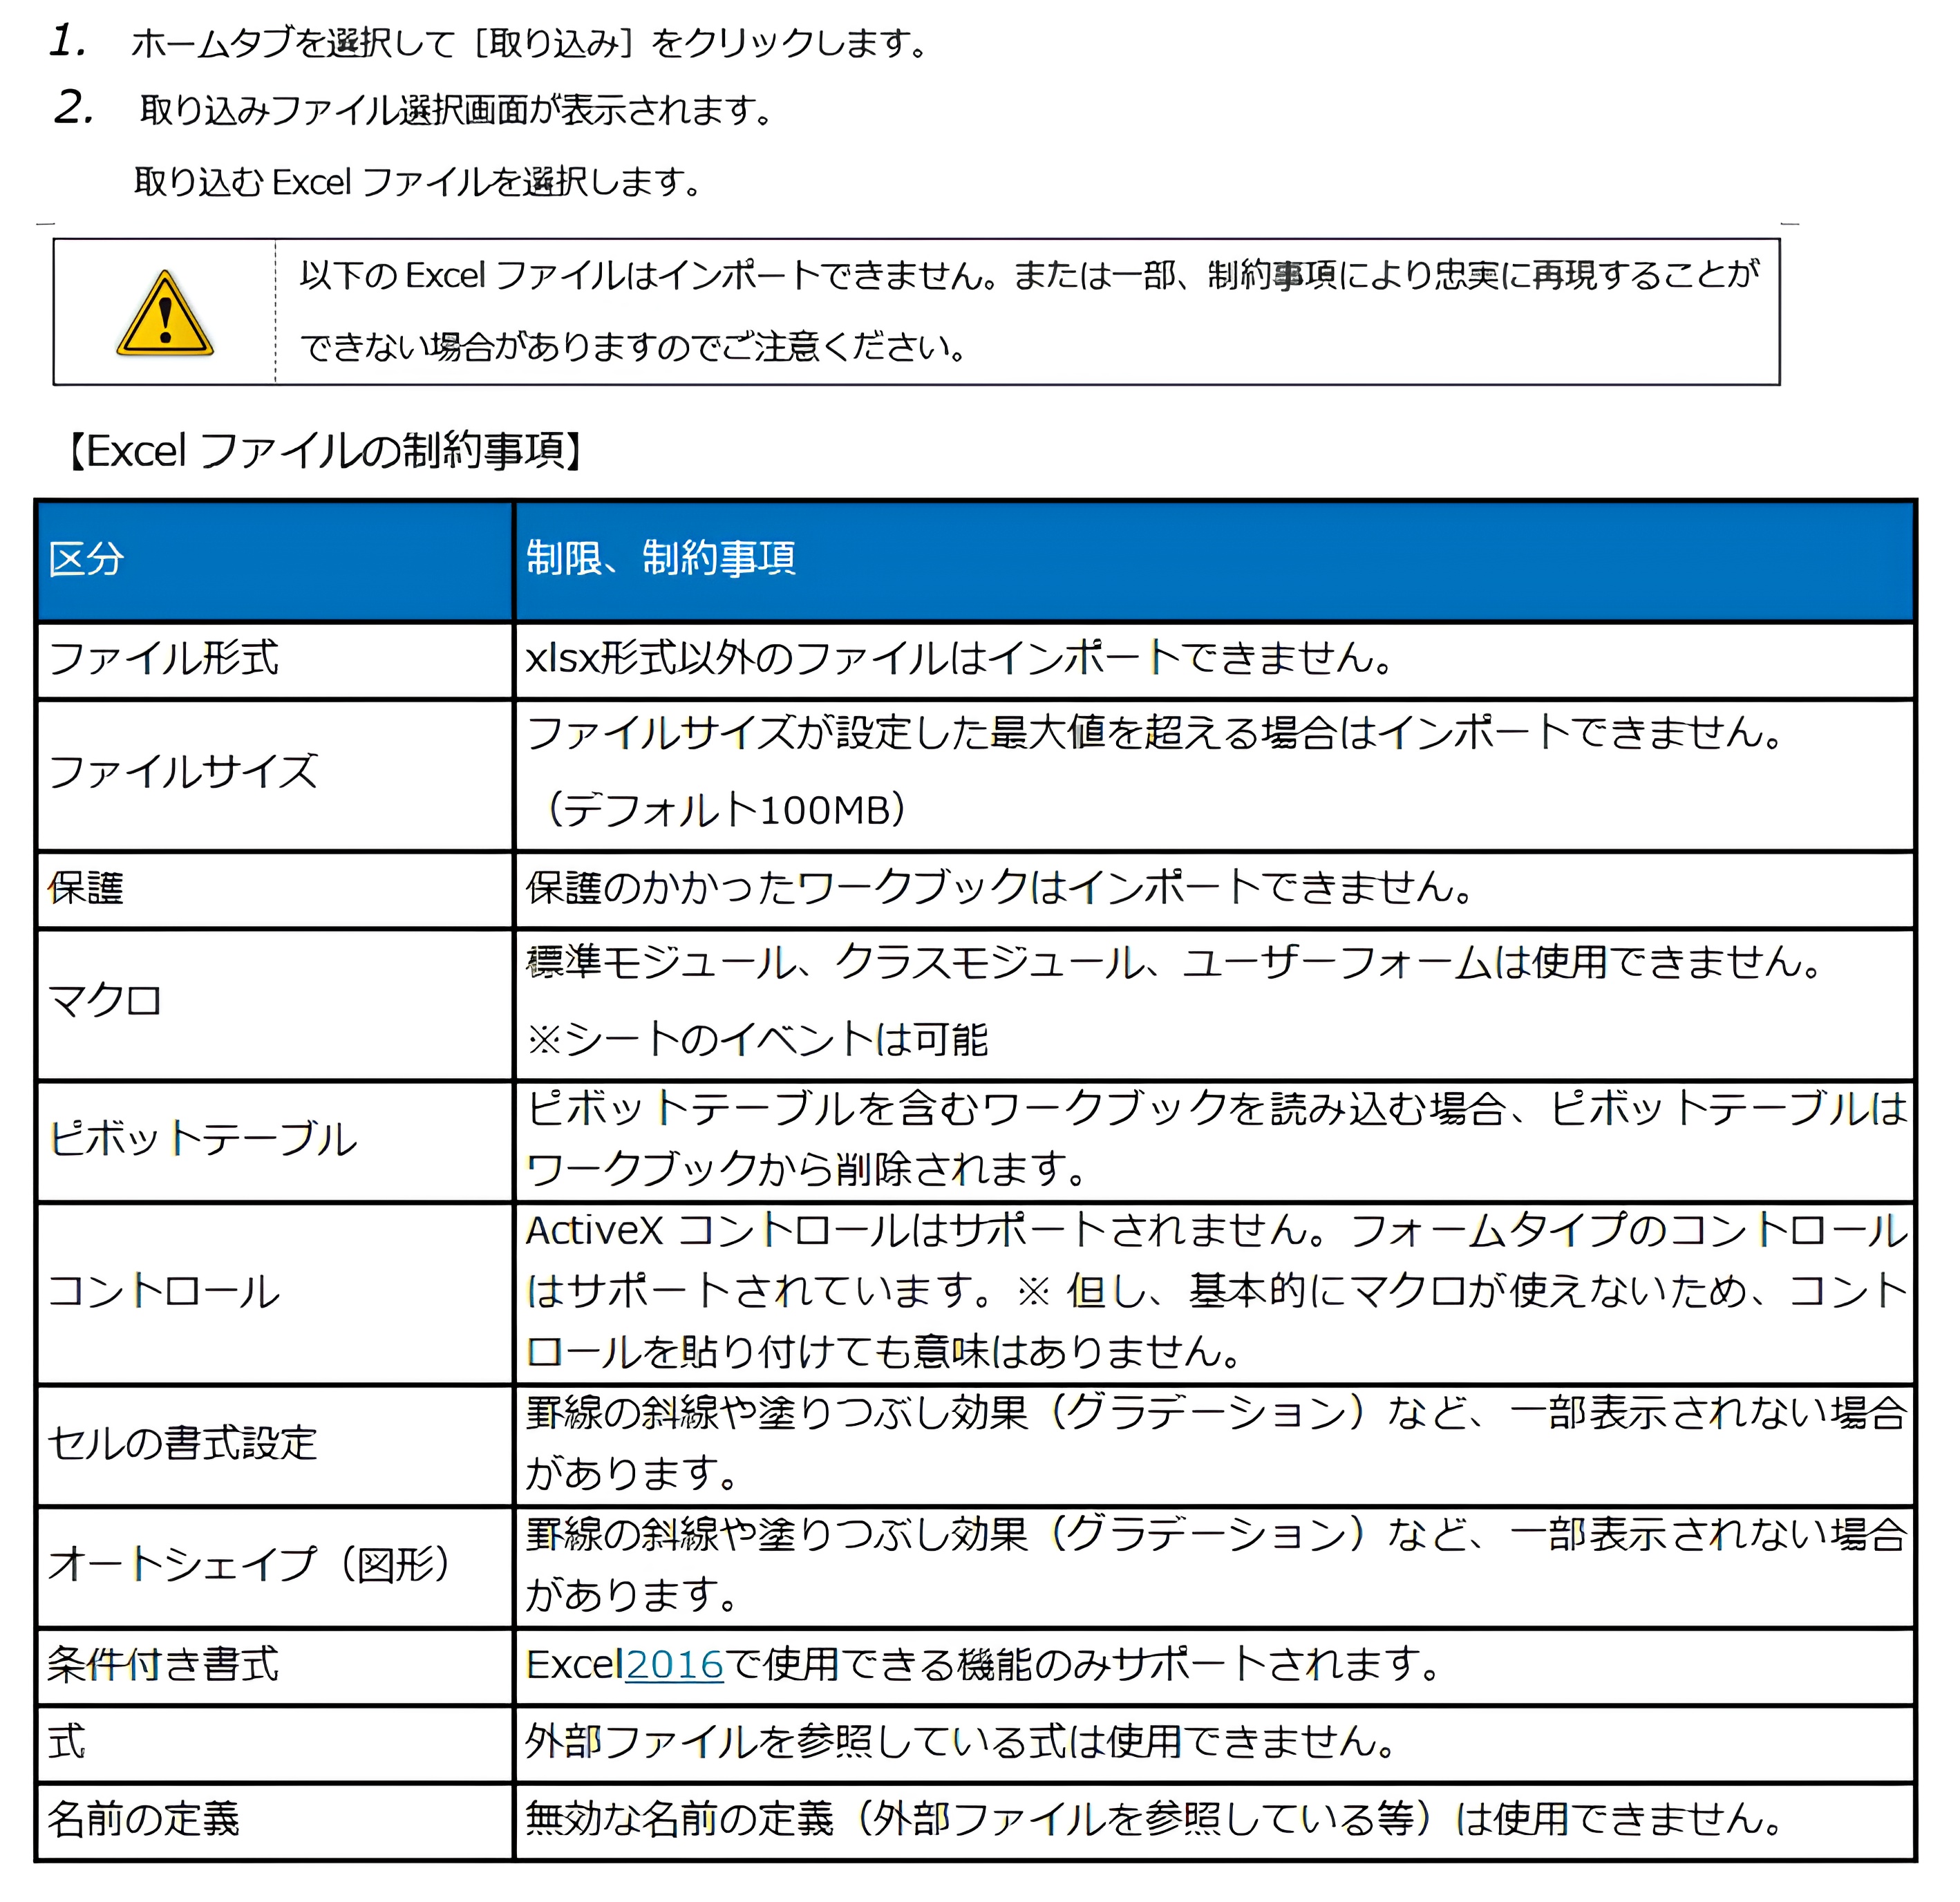 1. ホームタブを選択して［取り込み］をクリックします。
2. 取り込みファイル選択画面が表示されます。
取り込む Excel ファイルを選択します。
以下の Excel ファイルはインポートできません。または一部、制約事項により忠実に再現することが
できない場合がありますのでご注意ください。
【Excel ファイルの制約事項】
区分
制限、制約事項
ファイル形式
xlsx形式以外のファイルはインポートできません。
ファイルサイズ
ファイルサイズが設定した最大値を超える場合はインポートできません。
（デフォルト100MB）
保護
保護のかかったワークブックはインポートできません。
マクロ
標準モジュール、クラスモジュール、ユーザーフォームは使用できません。
※シートのイベントは可能
ピボットテーブル
ピボットテーブルを含むワークブックを読み込む場合、ピボットテーブルは
ワークブックから削除されます。
コントロール
ActiveX コントロールはサポートされません。フォームタイプのコントロール
はサポートされています。※ 但し、基本的にマクロが使えないため、コント
ロールを貼り付けても意味はありません。
セルの書式設定
罫線の斜線や塗りつぶし効果（グラデーション）など、一部表示されない場合
があります。
オートシェイプ（図形）
罫線の斜線や塗りつぶし効果（グラデーション）など、一部表示されない場合
があります。
条件付き書式
Excel2016で使用できる機能のみサポートされます。
式
外部ファイルを参照している式は使用できません。
名前の定義
無効な名前の定義（外部ファイルを参照している等）は使用できません。